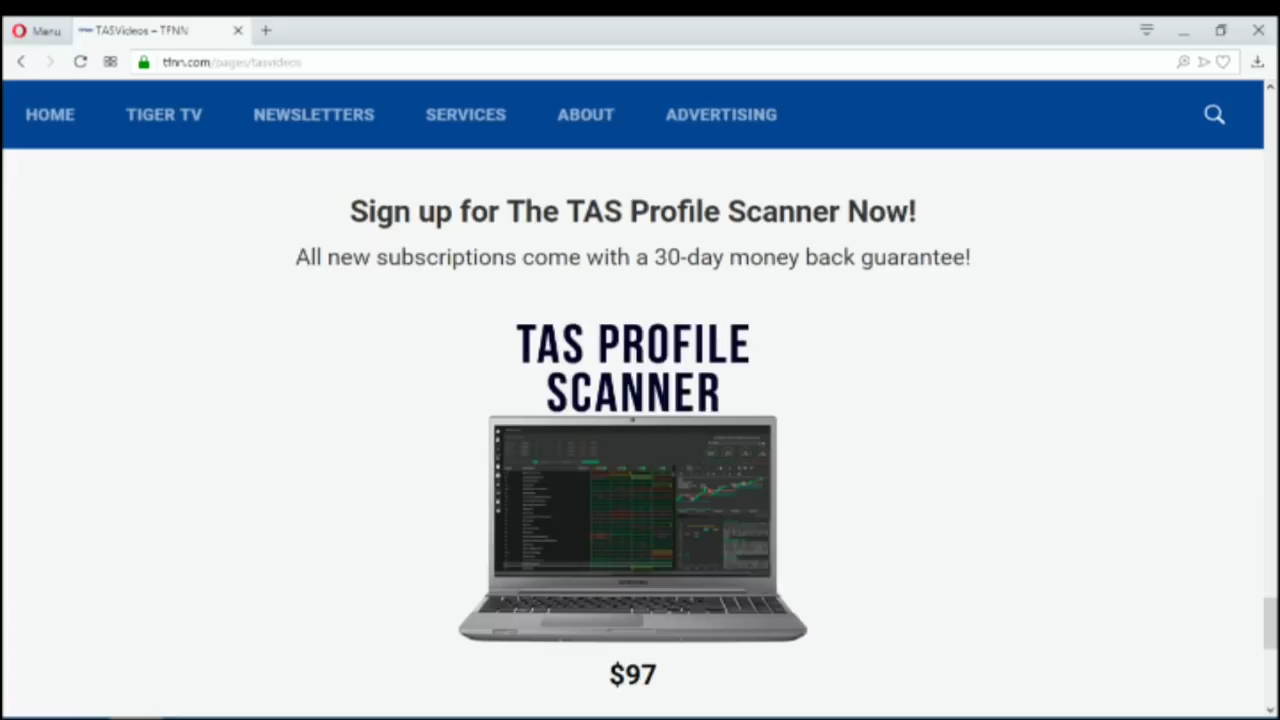 Menu
TASVideos – TFNN
tfnn.com/pages/tasvideos
HOME
TIGER TV
NEWSLETTERS
SERVICES
ABOUT
ADVERTISING
Sign up for The TAS Profile Scanner Now!
All new subscriptions come with a 30-day money back guarantee!
TAS PROFILE
SCANNER
$97